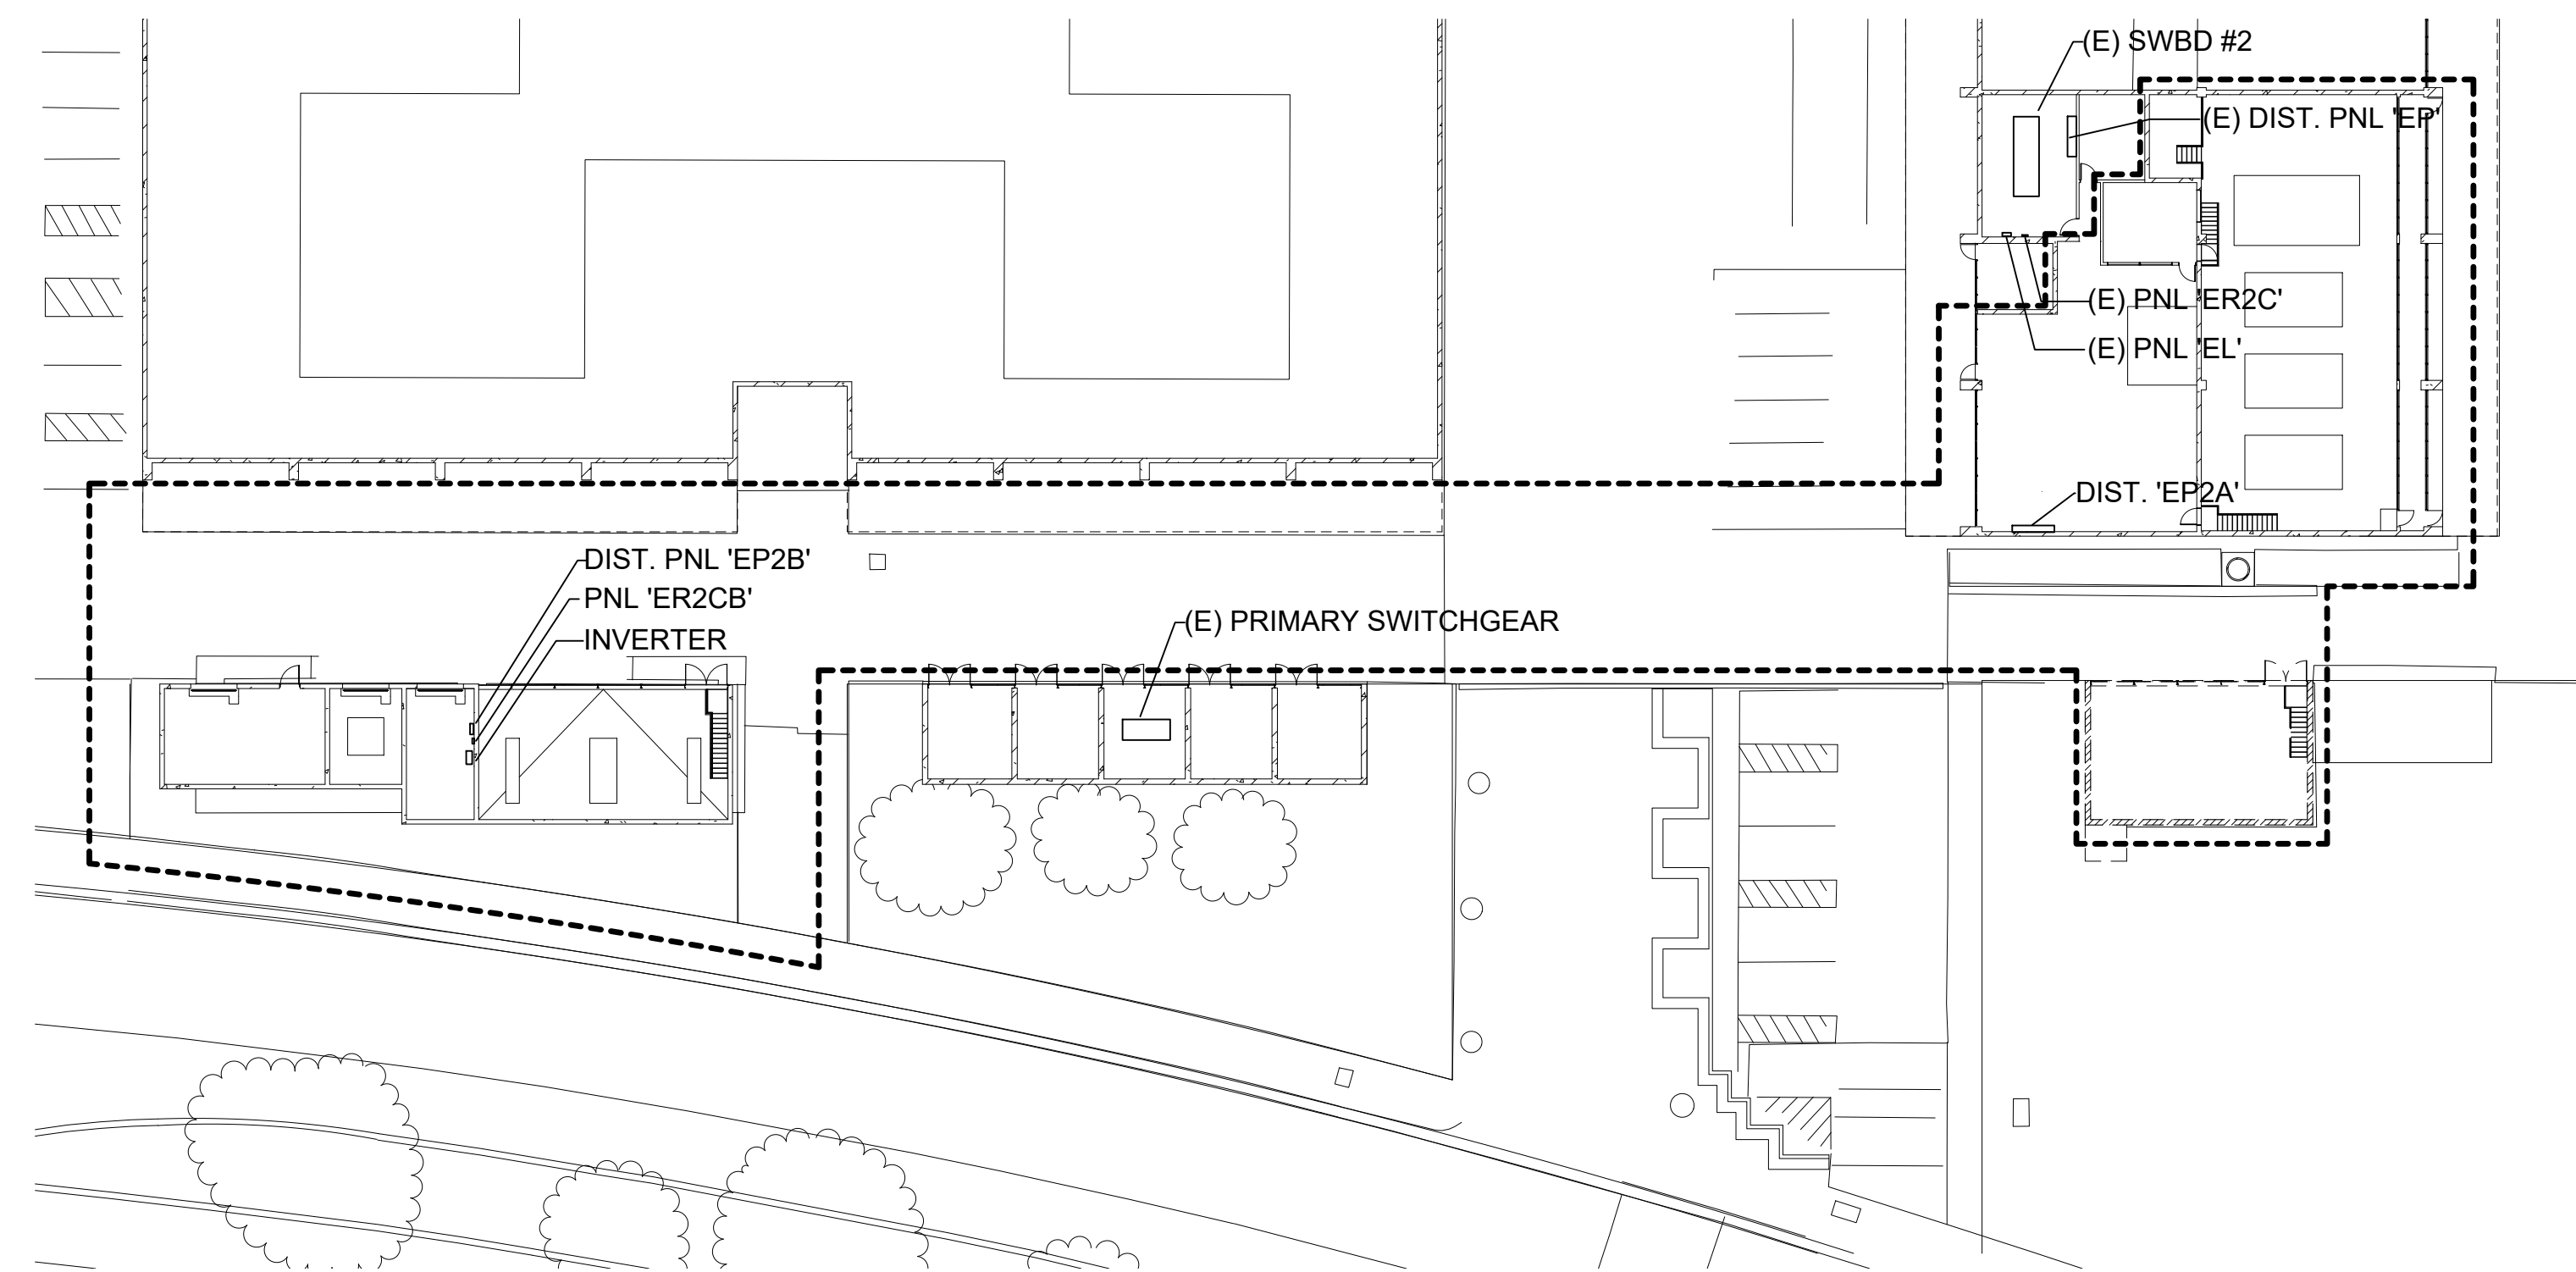 (E) SWBD #2
(E) DIST. PNL 'EP'
(E) PNL 'ER2C'
(E) PNL 'EL'
DIST. 'EP2A'
DIST. PNL 'EP2B'
PNL 'ER2CB'
INVERTER
(E) PRIMARY SWITCHGEAR